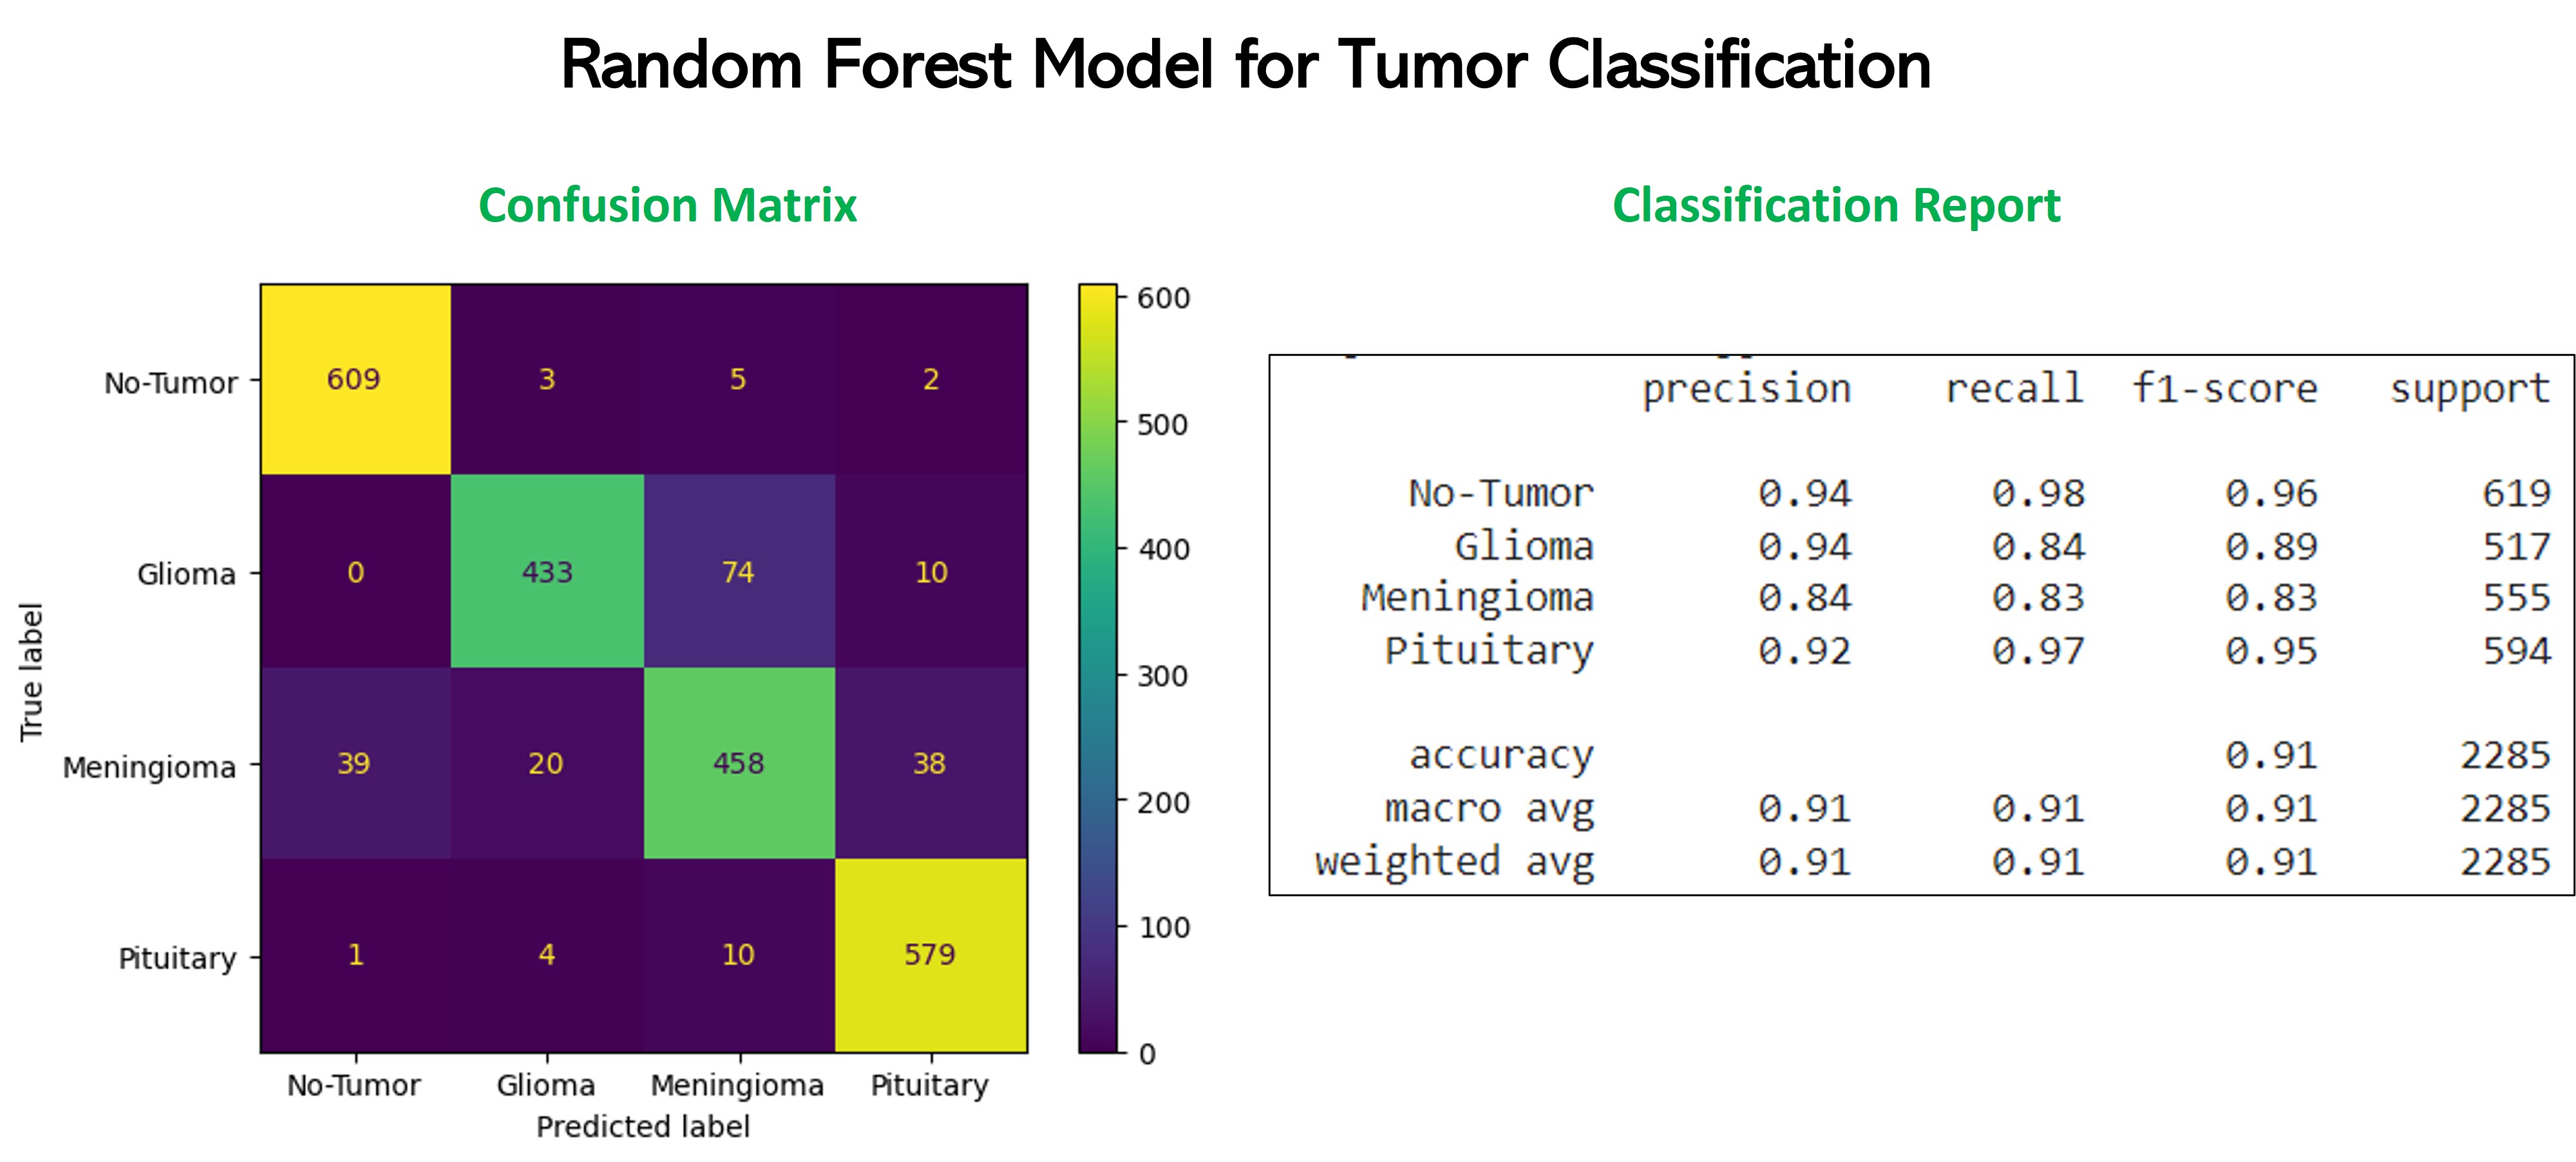 Random Forest Model for Tumor Classification
Confusion Matrix
No-Tumor 609 3 5 2
Glioma 0 433 74 10
Meningioma 39 20 458 38
Pituitary 1 4 10 579
No-Tumor Glioma Meningioma Pituitary
Predicted label
True label
600
500
400
300
200
100
0
Classification Report
precision recall f1-score support
No-Tumor 0.94 0.98 0.96 619
Glioma 0.94 0.84 0.89 517
Meningioma 0.84 0.83 0.83 555
Pituitary 0.92 0.97 0.95 594
accuracy 0.91 2285
macro avg 0.91 0.91 0.91 2285
weighted avg 0.91 0.91 0.91 2285